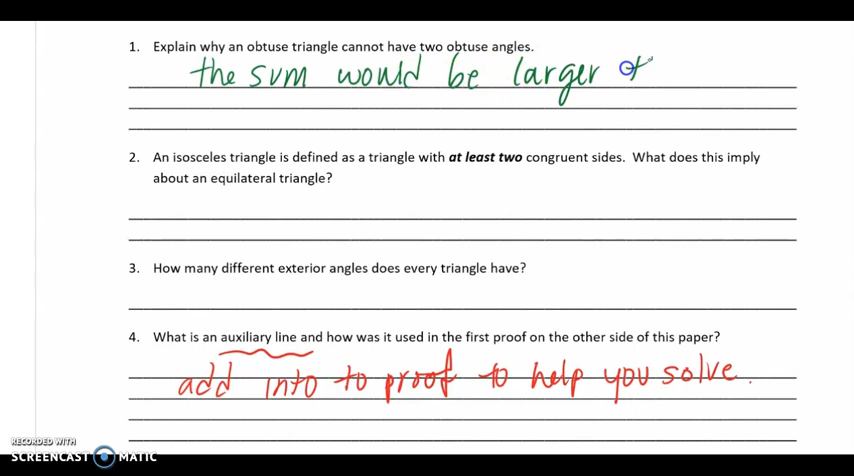 1. Explain why an obtuse triangle cannot have two obtuse angles.
the sum would be larger
2. An isosceles triangle is defined as a triangle with at least two congruent sides. What does this imply
about an equilateral triangle?
3. How many different exterior angles does every triangle have?
4. What is an auxiliary line and how was it used in the first proof on the other side of this paper?
add into to proof to help you solve.
RECORDED WITH
SCREENCAST MATIC